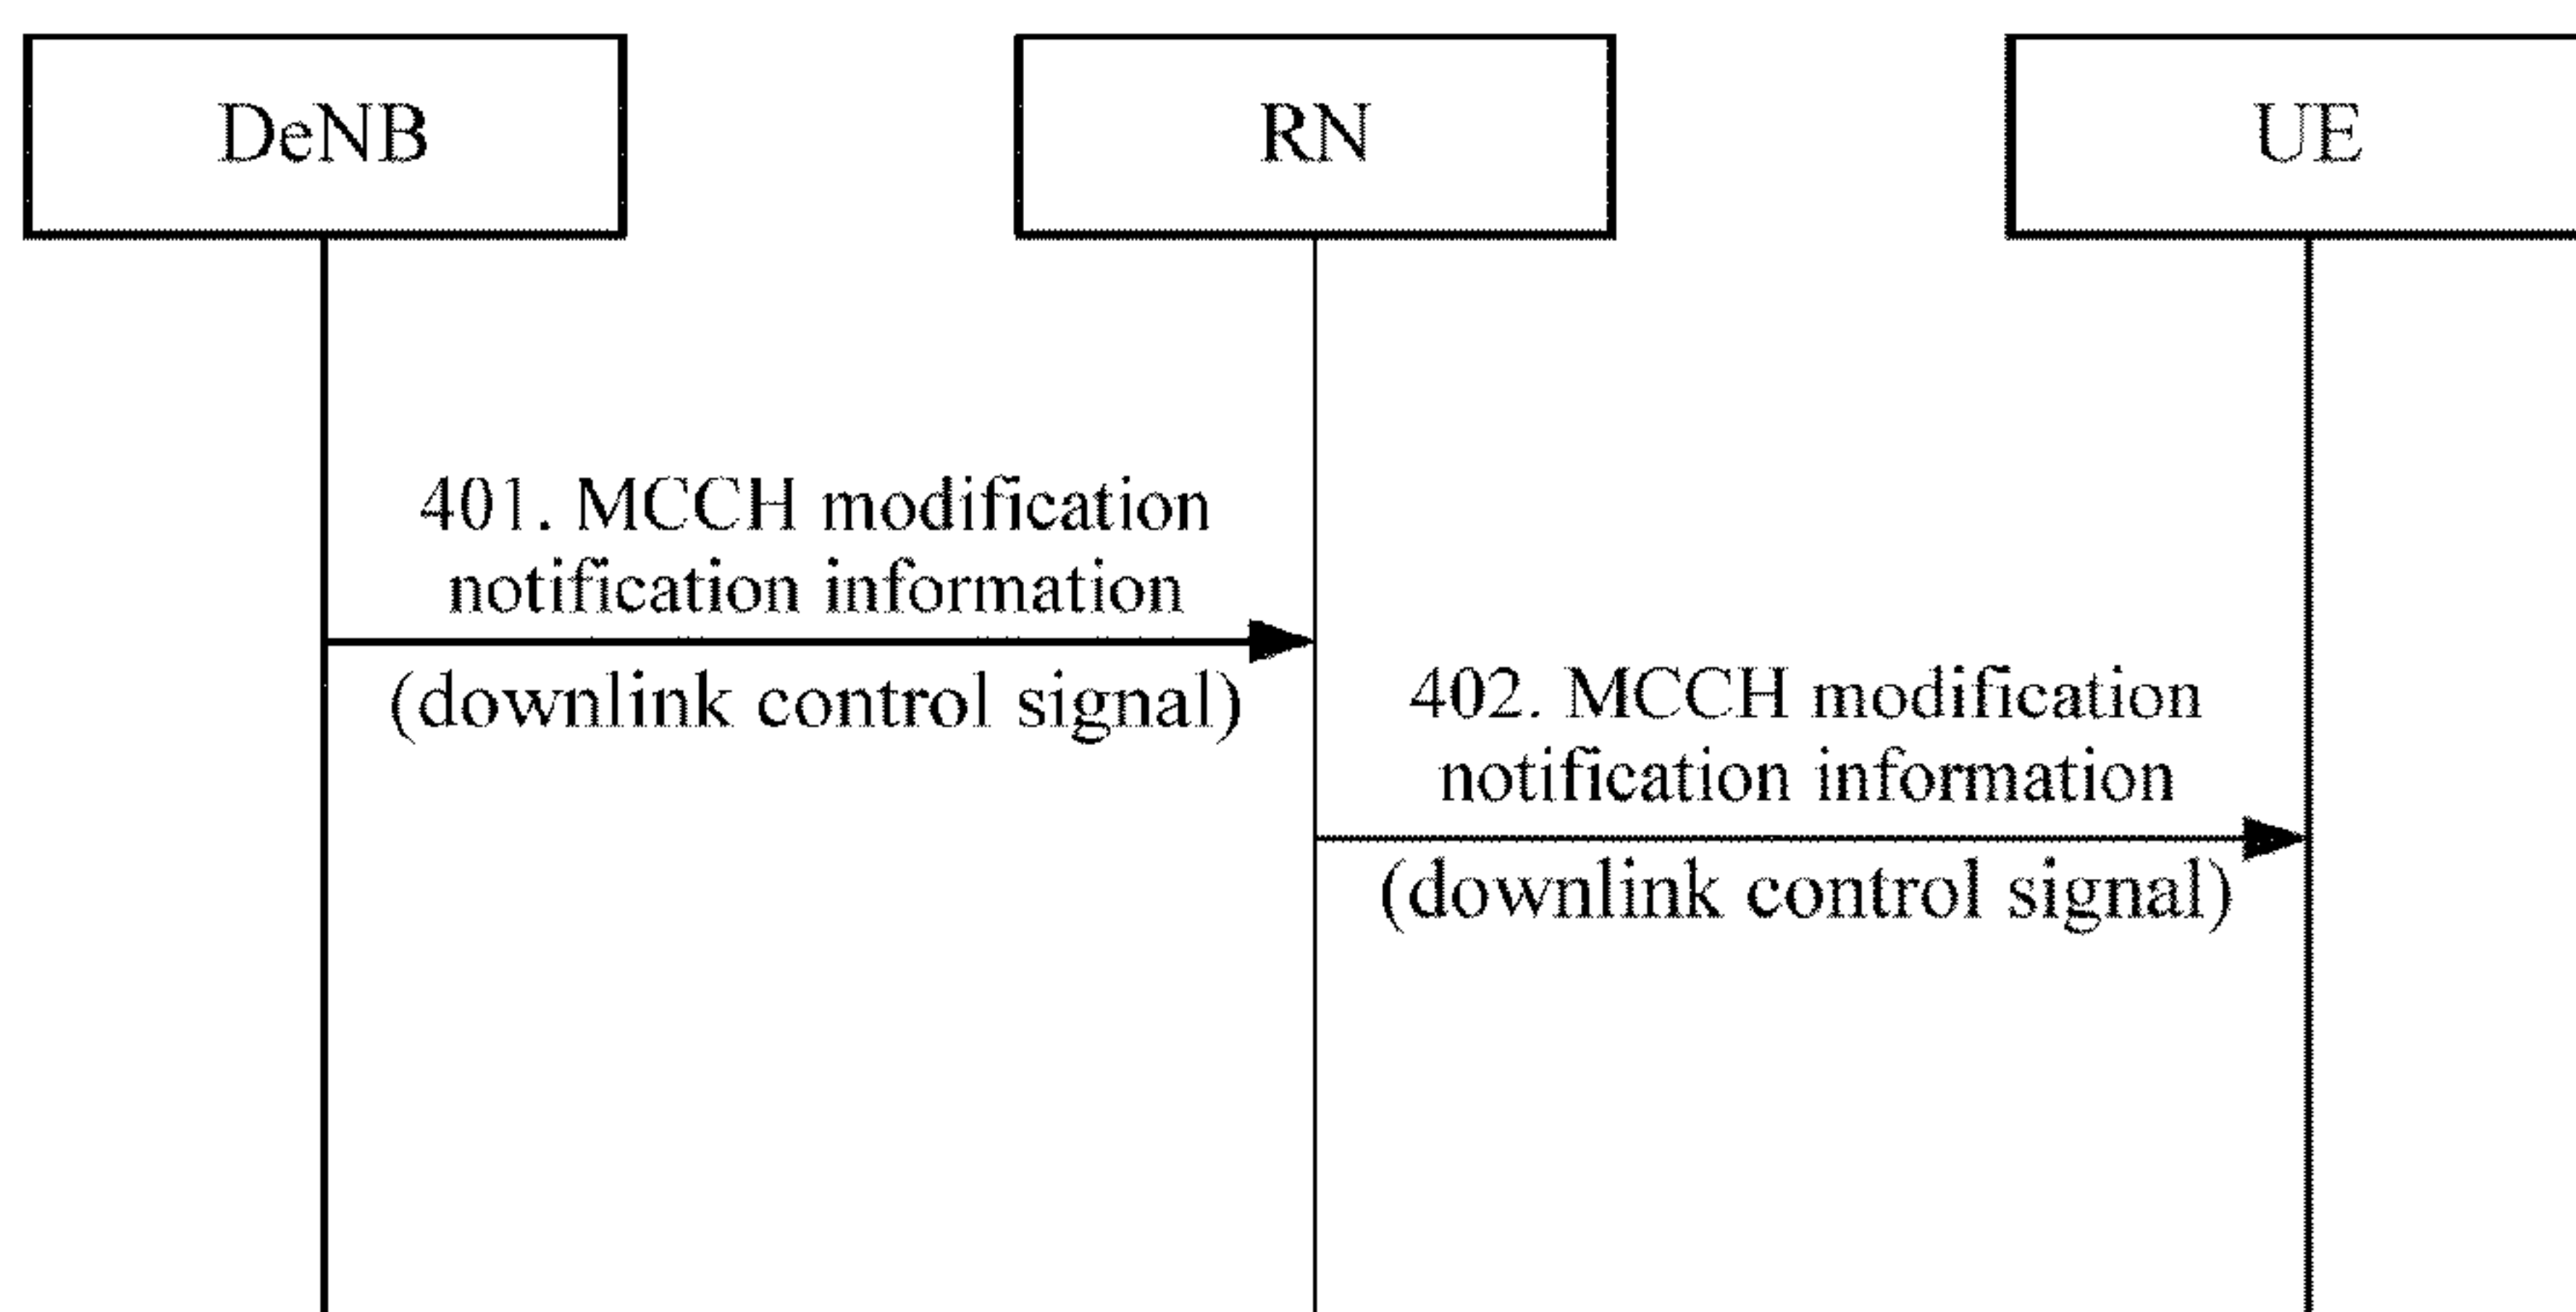 DeNB
RN
UE
401. MCCH modification
notification information
(downlink control signal)
402. MCCH modification
notification information
(downlink control signal)